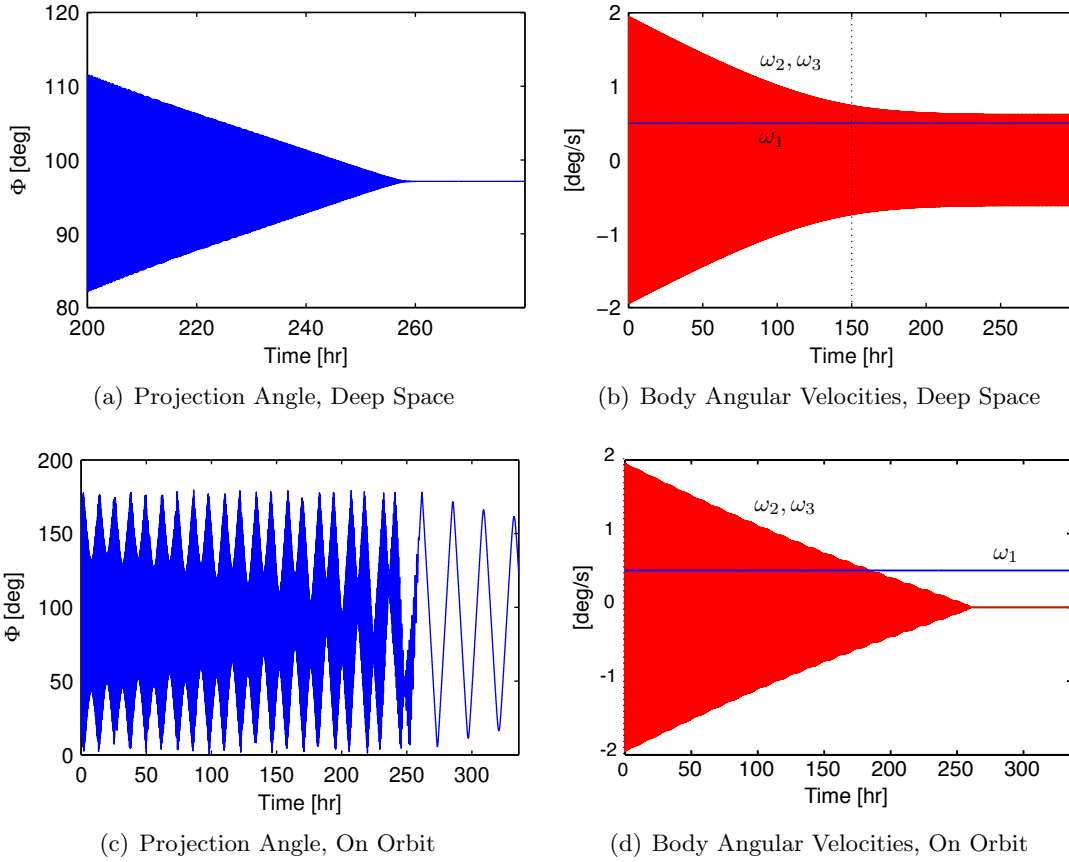 120
110
100
90
80
Φ [deg]
200
220
240
260
Time [hr]
(a) Projection Angle, Deep Space
2
1
0
−1
−2
[deg/s]
ω₂, ω₃
ω₁
0
50
100
150
200
250
Time [hr]
(b) Body Angular Velocities, Deep Space
200
150
100
50
0
Φ [deg]
0
50
100
150
200
250
300
Time [hr]
(c) Projection Angle, On Orbit
2
1
0
-1
-2
[deg/s]
ω₂, ω₃
ω₁
0
50
100
150
200
250
300
Time [hr]
(d) Body Angular Velocities, On Orbit